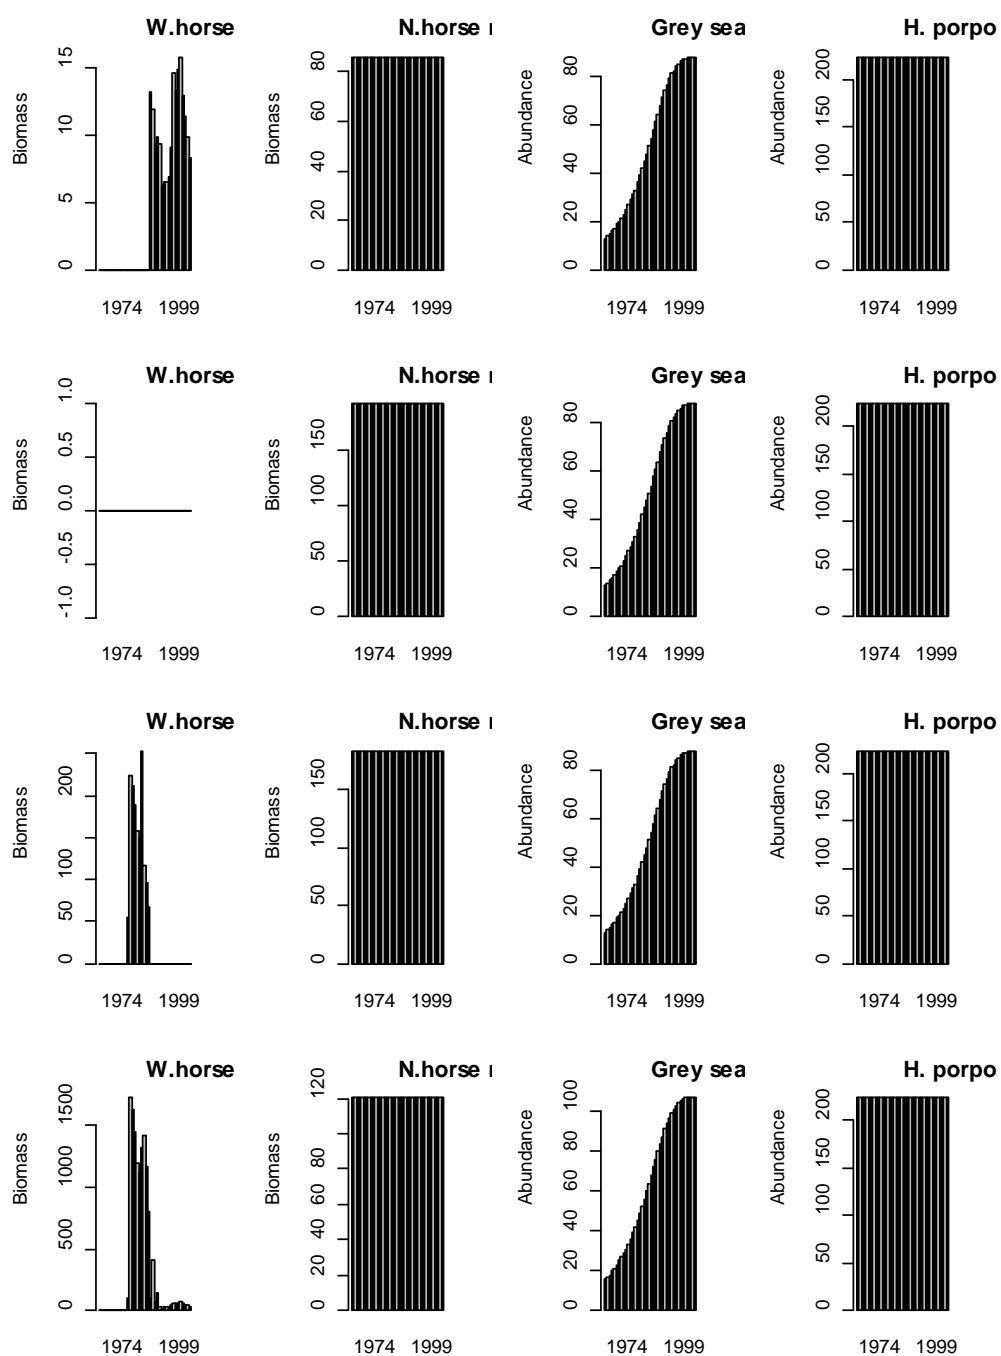 W.horse N.horse Grey sea H. porpo
Biomass 0 5 10 15
Biomass 0 20 40 60 80
Abundance 0 20 40 60 80
Abundance 0 50 100 150 200
1974 1999 1974 1999 1974 1999 1974 1999
W.horse N.horse Grey sea H. porpo
Biomass -1.0 -0.5 0.0 0.5 1.0
Biomass 0 50 100 150
Abundance 0 20 40 60 80
Abundance 0 50 100 150 200
1974 1999 1974 1999 1974 1999 1974 1999
W.horse N.horse Grey sea H. porpo
Biomass 0 50 100 200
Biomass 0 50 100 150
Abundance 0 20 40 60 80
Abundance 0 50 100 150 200
1974 1999 1974 1999 1974 1999 1974 1999
W.horse N.horse Grey sea H. porpo
Biomass 0 500 1000 1500
Biomass 0 20 40 60 80 120
Abundance 0 20 40 60 80 100
Abundance 0 50 100 150 200
1974 1999 1974 1999 1974 1999 1974 1999